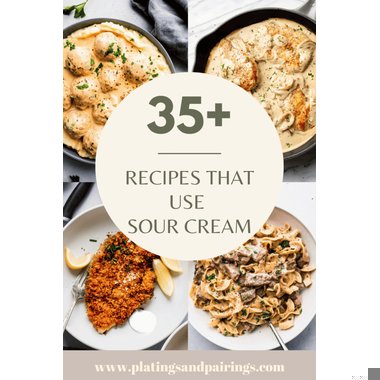 35+
RECIPES THAT
USE
SOUR CREAM
www.platingsandpairings.com